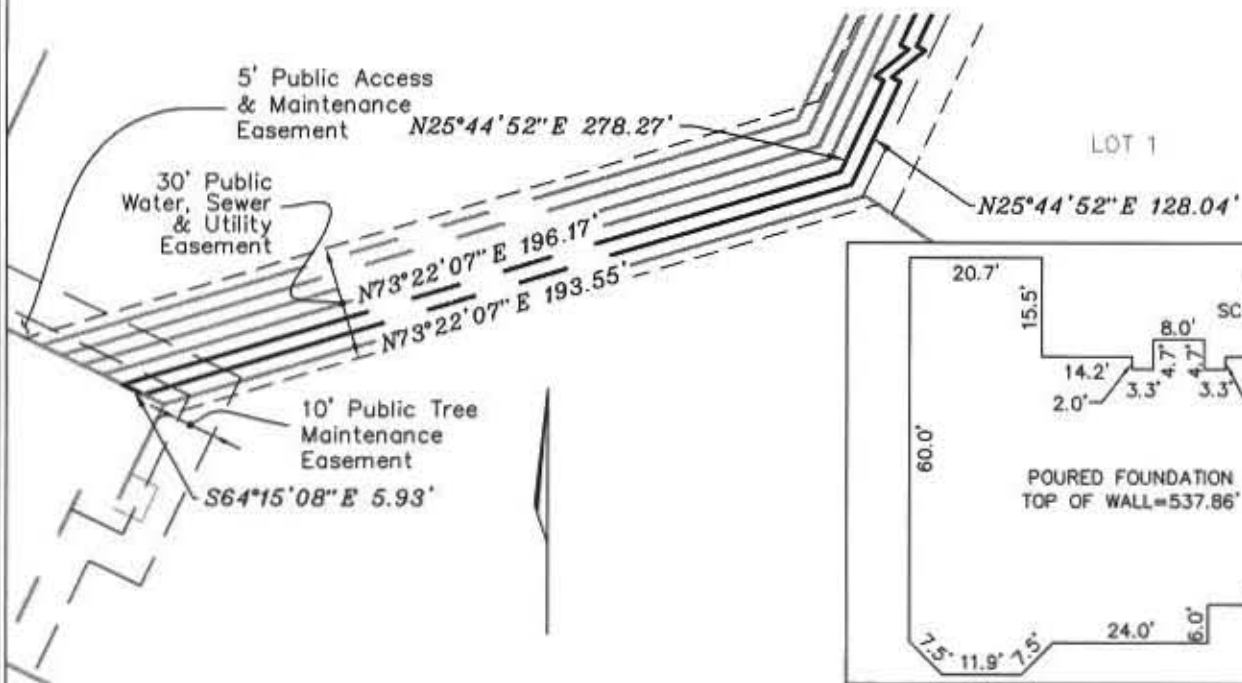 5' Public Access
& Maintenance
Easement
N25°44'52"E 278.27'
LOT 1
30' Public
Water, Sewer
& Utility
Easement
N25°44'52"E 128.04'
N73°22'07"E 196.17'
N73°22'07"E 193.55'
10' Public Tree
Maintenance
Easement
S64°15'08"E 5.93'
20.7'
15.5'
SC
8.0'
14.2'
3.3'
4.7'
4.7'
3.3'
2.0'
60.0'
POURED FOUNDATION
TOP OF WALL=537.86'
24.0'
6.0'
7.5'
11.9'
7.5'